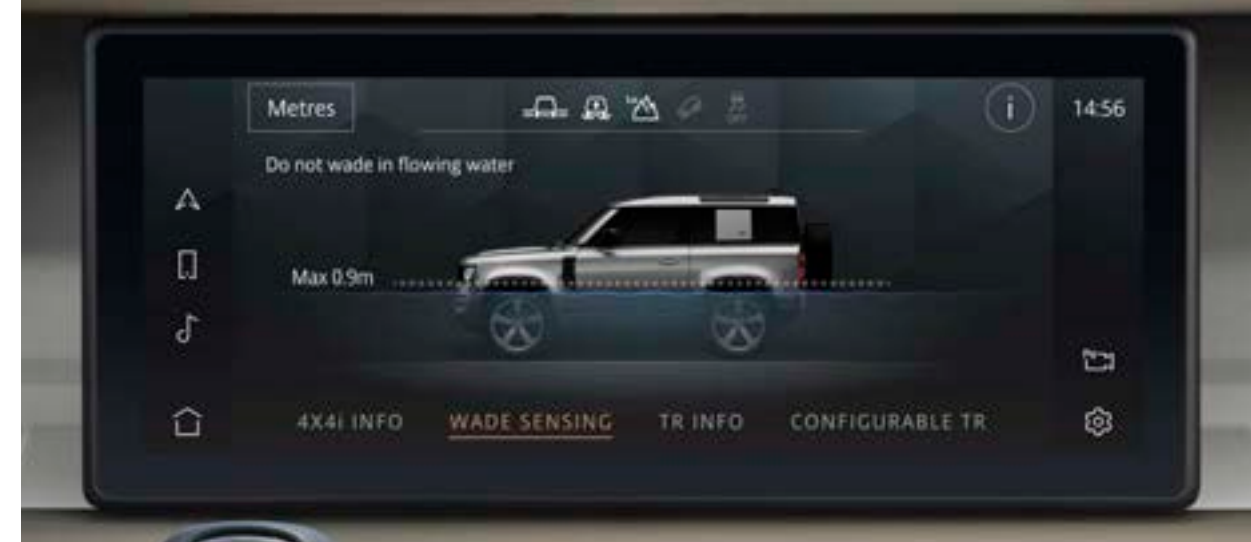 Metres
14:56
Do not wade in flowing water
Max 0.9m
4X4i INFO WADE SENSING TR INFO CONFIGURABLE TR